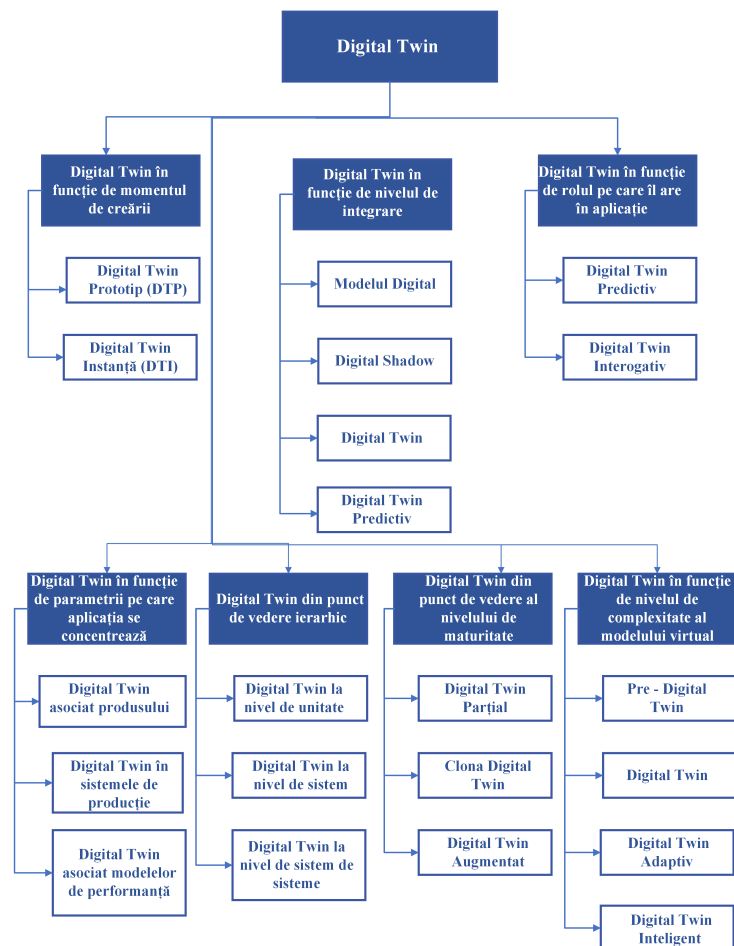 Digital Twin
Digital Twin în
funcție de momentul
de creării
Digital Twin
Prototip (DTP)
Digital Twin
Instanță (DTI)
Digital Twin în
funcție de nivelul de
integrare
Modelul Digital
Digital Shadow
Digital Twin
Digital Twin
Predictiv
Digital Twin în funcție
de rolul pe care îl are
în aplicație
Digital Twin
Predictiv
Digital Twin
Interogativ
Digital Twin în funcție
de parametrii pe care
aplicația se
concentrează
Digital Twin
asociat produsului
Digital Twin în
sistemele de
producție
Digital Twin
asociat modelelor
de performanță
Digital Twin din punct
de vedere ierarhic
Digital Twin la
nivel de unitate
Digital Twin la
nivel de sistem
Digital Twin la
nivel de sistem de
sisteme
Digital Twin din
punct de vedere al
nivelului de
maturitate
Digital Twin
Parțial
Clona Digital
Twin
Digital Twin
Augmentat
Digital Twin în funcție
de nivelul de
complexitate al
modelului virtual
Pre - Digital
Twin
Digital Twin
Digital Twin
Adaptiv
Digital Twin
Inteligent